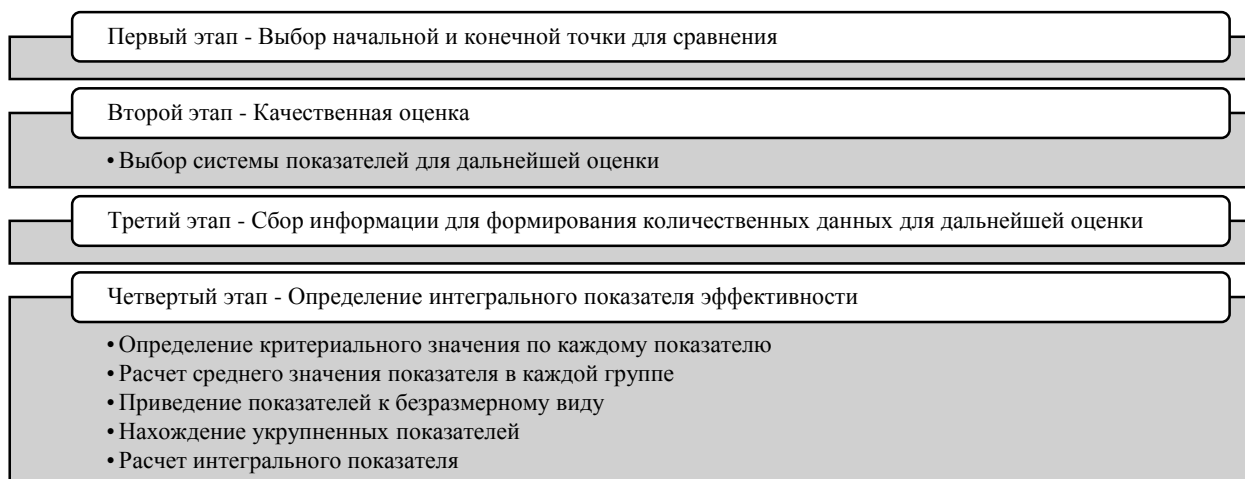 Первый этап - Выбор начальной и конечной точки для сравнения
Второй этап - Качественная оценка
• Выбор системы показателей для дальнейшей оценки
Третий этап - Сбор информации для формирования количественных данных для дальнейшей оценки
Четвертый этап - Определение интегрального показателя эффективности
• Определение критериального значения по каждому показателю
• Расчет среднего значения показателя в каждой группе
• Приведение показателей к безразмерному виду
• Нахождение укрупненных показателей
• Расчет интегрального показателя